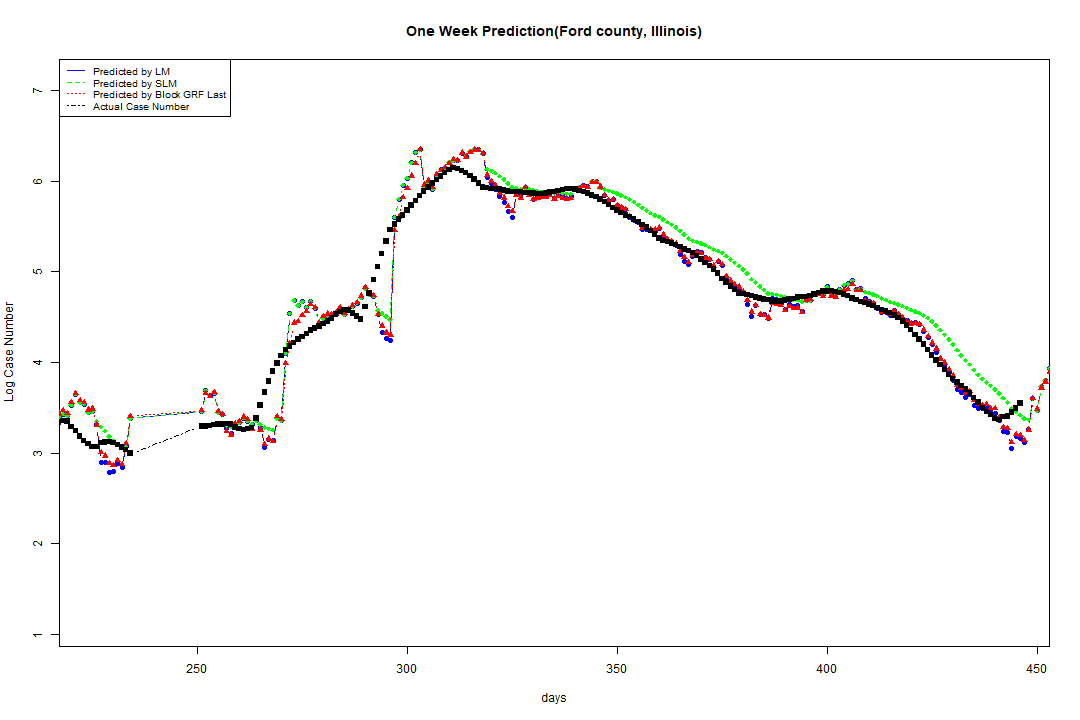 One Week Prediction(Ford county, Illinois)
Predicted by LM
Predicted by SLM
Predicted by Block GRF Last
Actual Case Number
7
6
5
4
3
2
1
Log Case Number
250
300
350
400
450
days